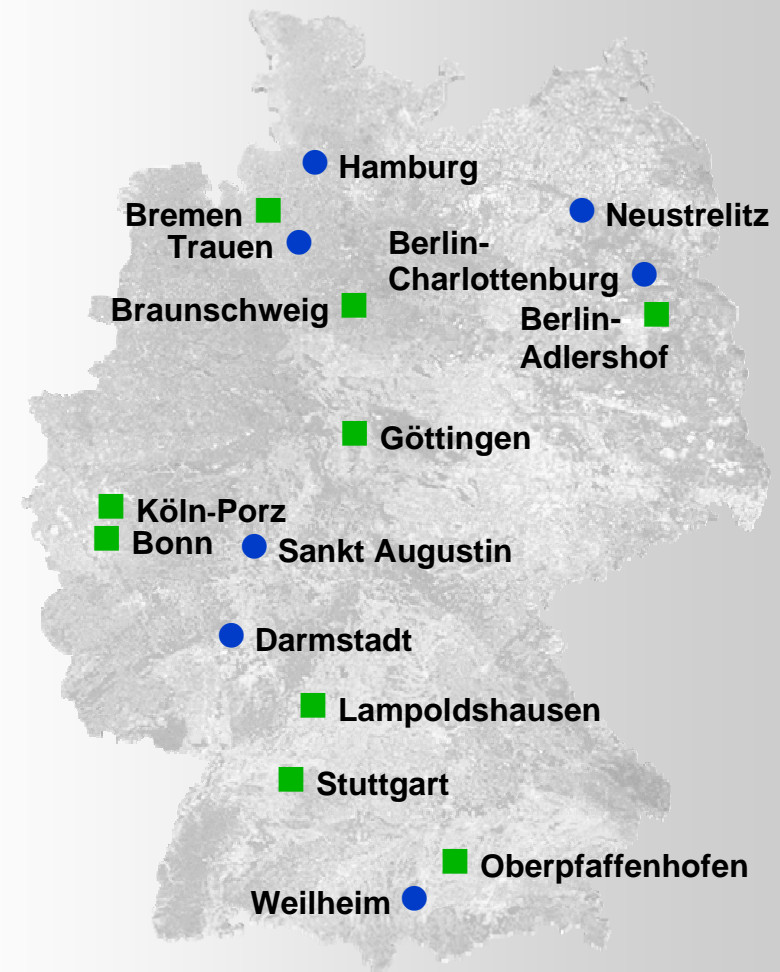 Hamburg
Bremen
Neustrelitz
Trauen
Berlin-
Charlottenburg
Braunschweig
Berlin-
Adlershof
Göttingen
Köln-Porz
Bonn
Sankt Augustin
Darmstadt
Lampoldshausen
Stuttgart
Oberpfaffenhofen
Weilheim